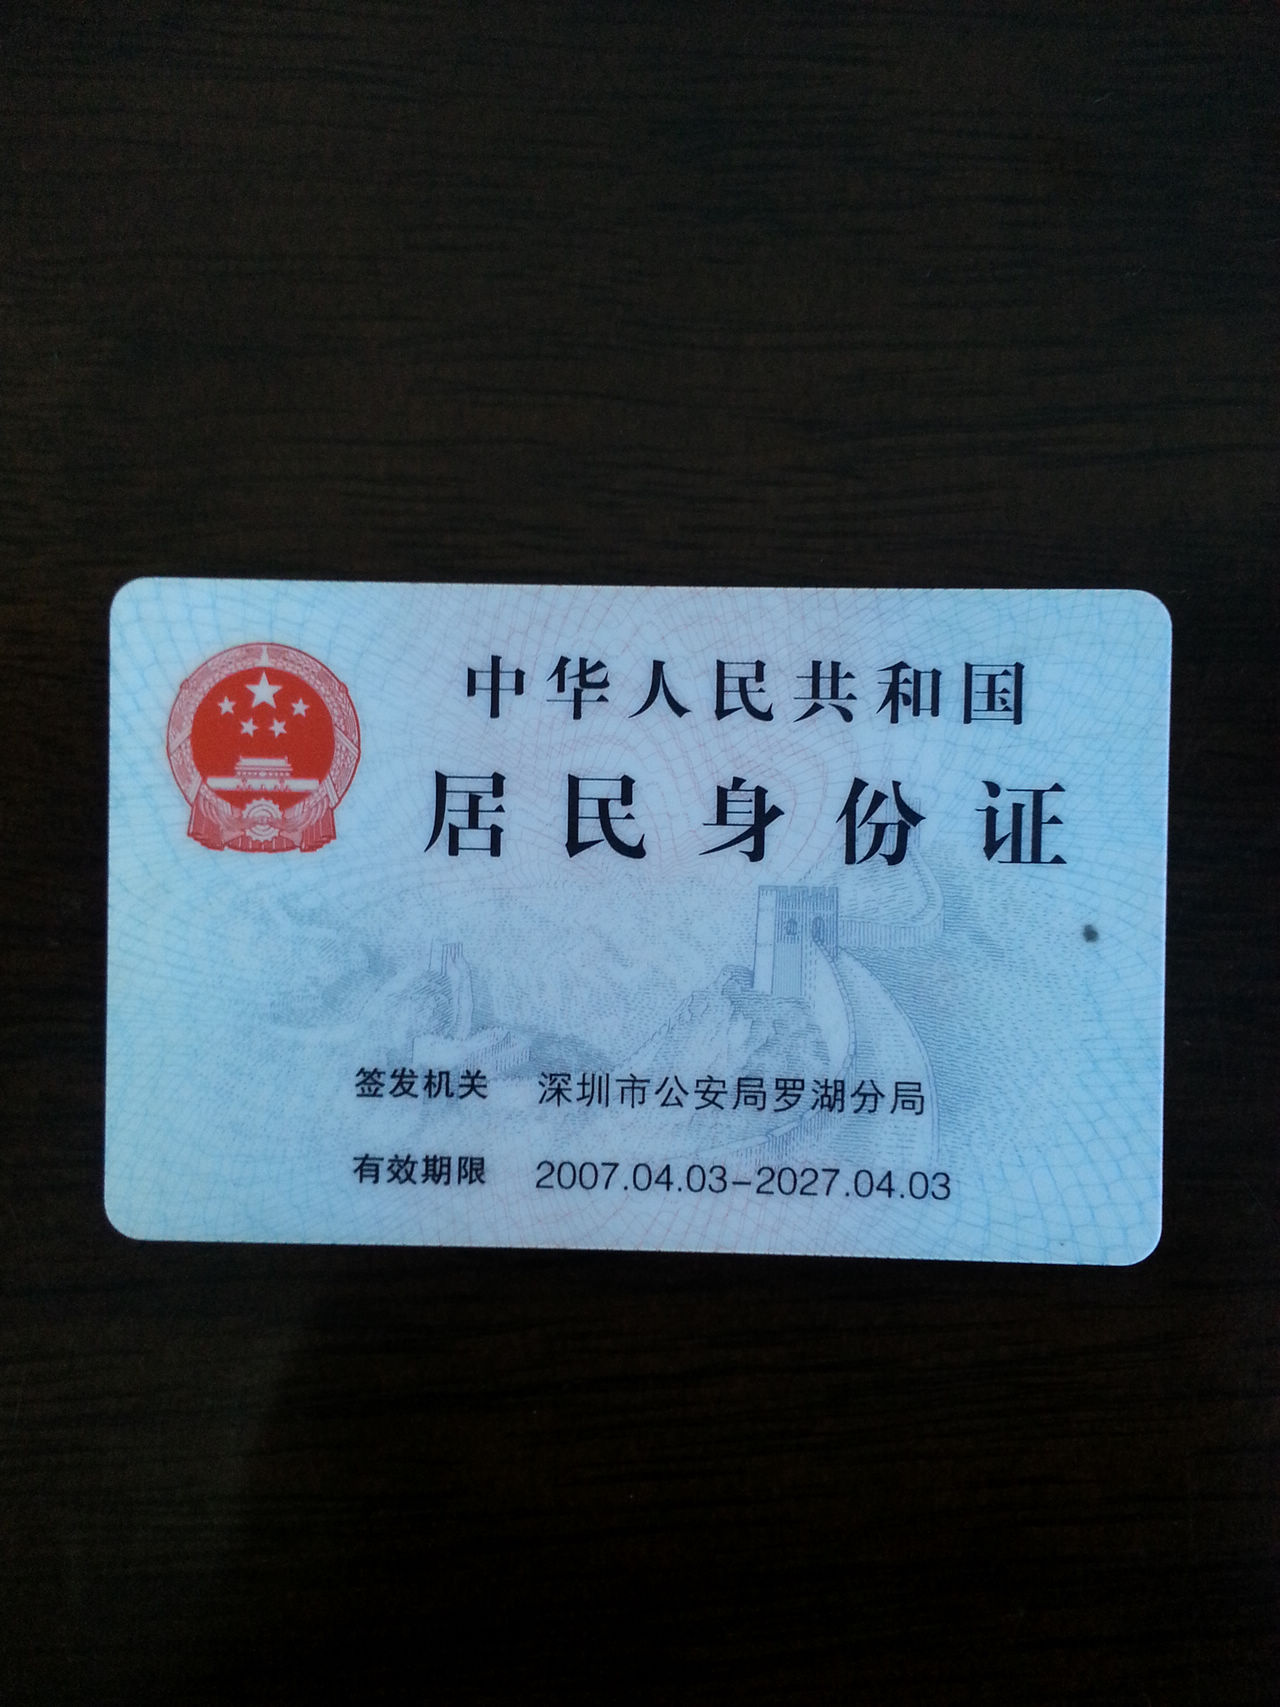 中华人民共和国
居民身份证
签发机关 深圳市公安局罗湖分局
有效期限 2007.04.03-2027.04.03